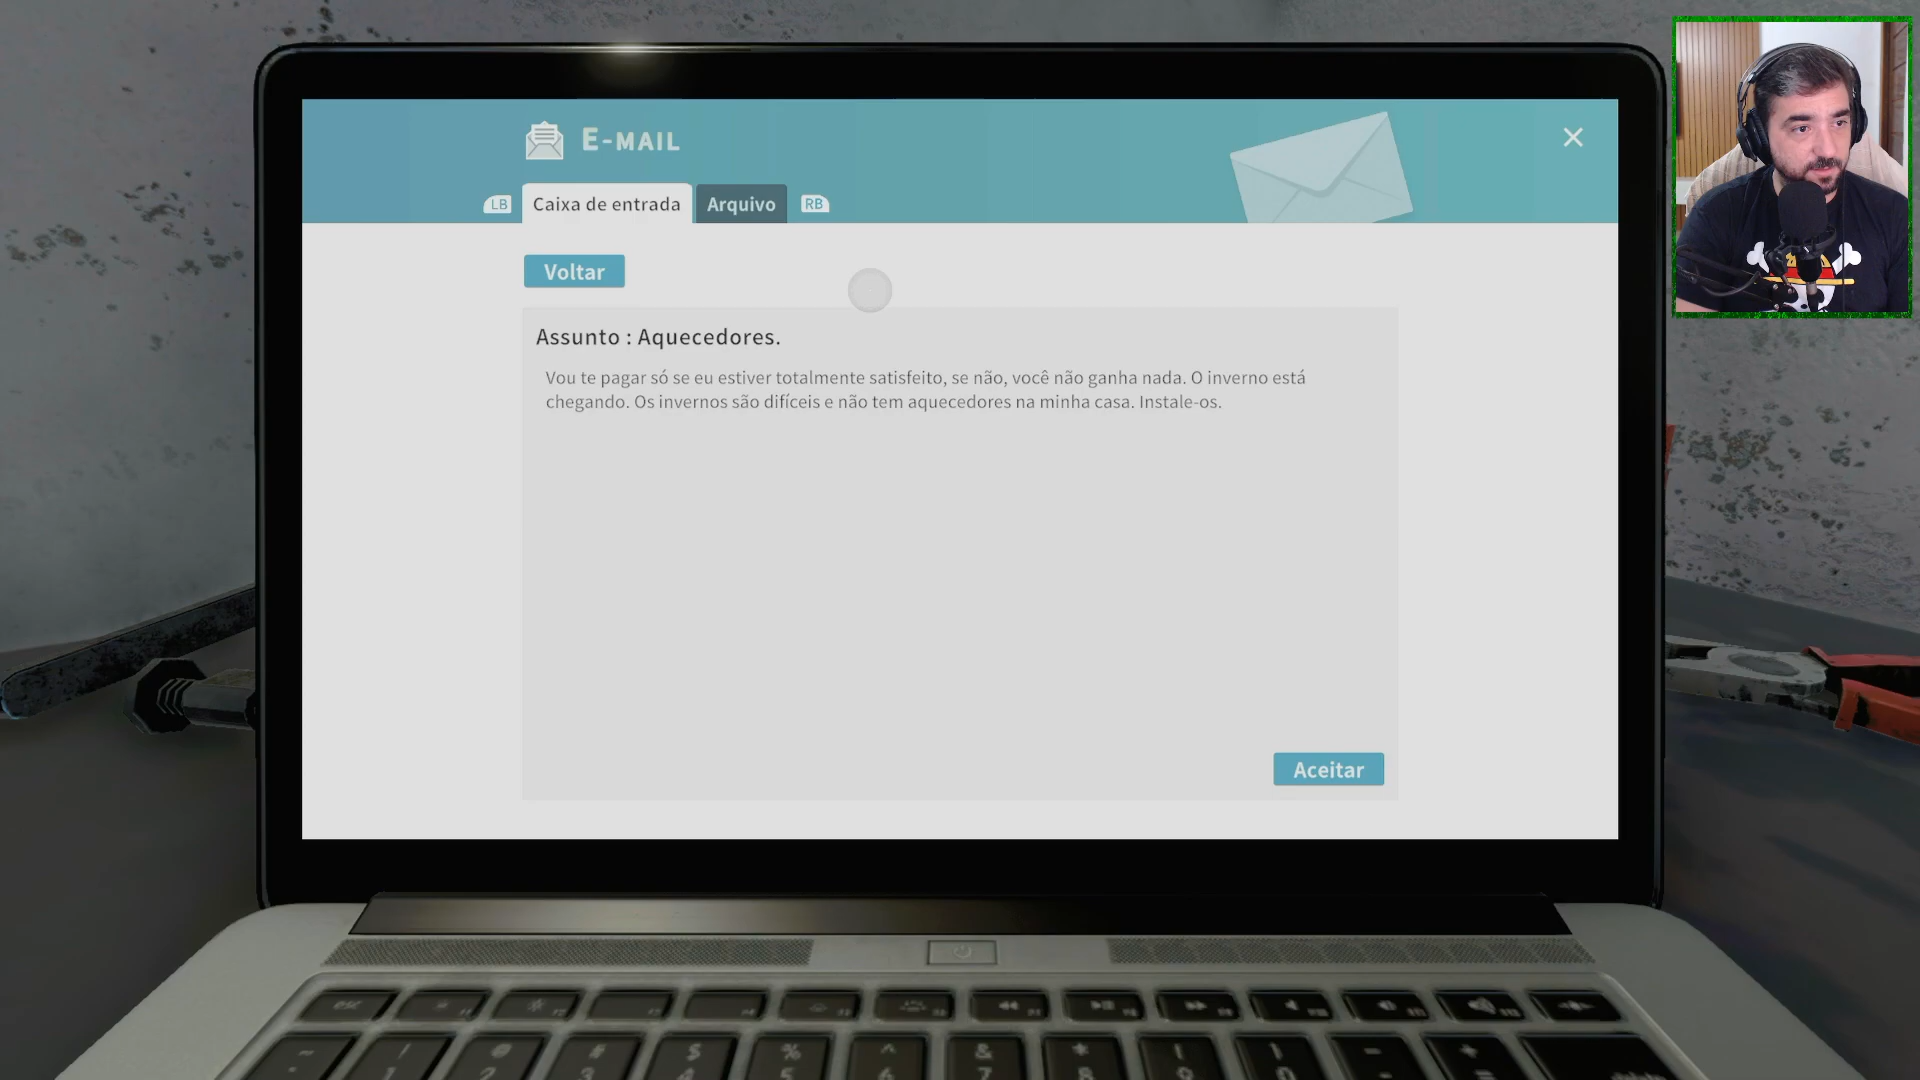 E-MAIL
LB
Caixa de entrada
Arquivo
RB
Voltar
Assunto : Aquecedores.
Vou te pagar só se eu estiver totalmente satisfeito, se não, você não ganha nada. O inverno está
chegando. Os invernos são difíceis e não tem aquecedores na minha casa. Instale-os.
Aceitar
esc